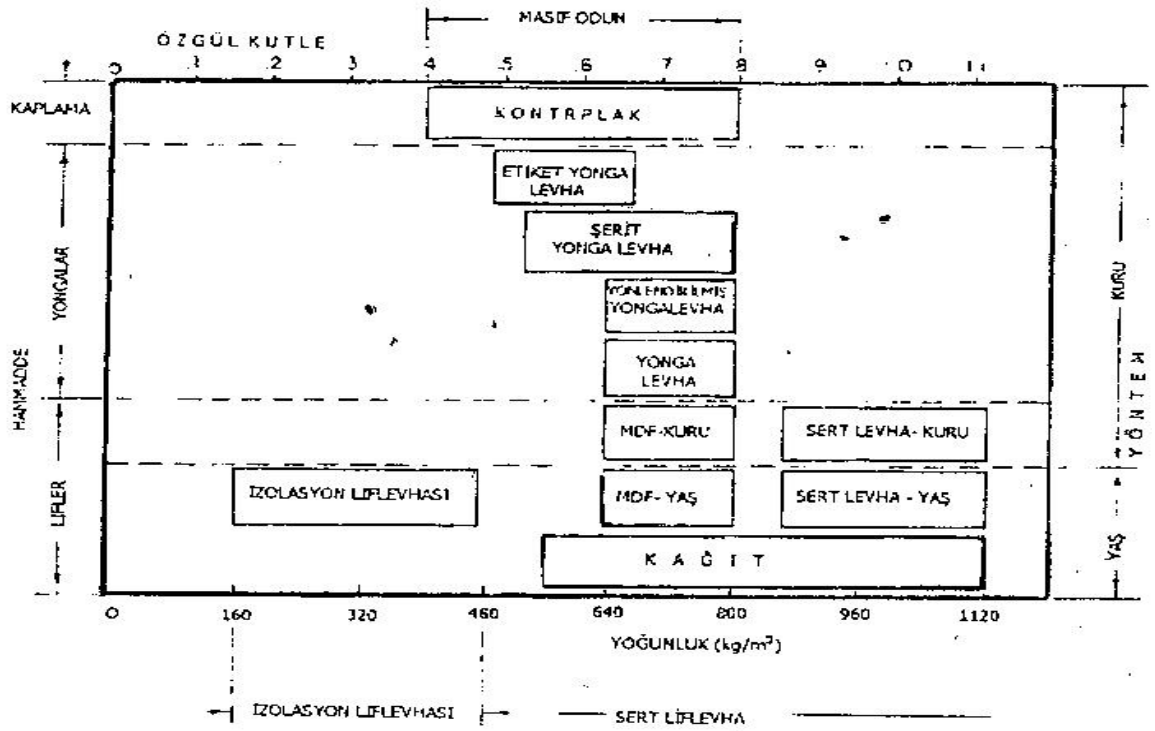 MASIF ODUN
ÖZGÜL KUTLE
0 .1 .2 .3 .4 .5 .6 .7 .8 .9 1.0 1.1
KAPLAMA
KONTRPLAK
ETİKET YONGA
LEVHA
ŞERİT
YONGA LEVHA
YÖNLENDİRİLMİŞ
YONGALEVHA
YONGA
LEVHA
MDF-KURU
SERT LEVHA-KURU
İZOLASYON LİFLEVHASI
MDF-YAŞ
SERT LEVHA - YAŞ
KAĞIT
HAMMADDE
YONGALAR
LİFLER
YÖNTEM
KURU
YAŞ
0 160 320 460 640 800 960 1120
YOĞUNLUK (kg/m³)
İZOLASYON LİFLEVHASI
SERT LİFLEVHA